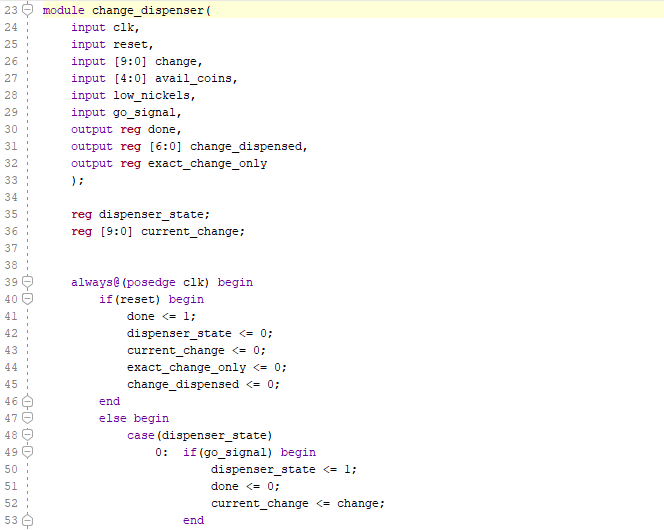 23 module change_dispenser(
24     input clk,
25     input reset,
26     input [9:0] change,
27     input [4:0] avail_coins,
28     input low_nickels,
29     input go_signal,
30     output reg done,
31     output reg [6:0] change_dispensed,
32     output reg exact_change_only
33     );
34
35     reg dispenser_state;
36     reg [9:0] current_change;
37
38
39     always@(posedge clk) begin
40         if(reset) begin
41             done <= 1;
42             dispenser_state <= 0;
43             current_change <= 0;
44             exact_change_only <= 0;
45             change_dispensed <= 0;
46         end
47         else begin
48             case(dispenser_state)
49                 0:  if(go_signal) begin
50                         dispenser_state <= 1;
51                         done <= 0;
52                         current_change <= change;
53                     end